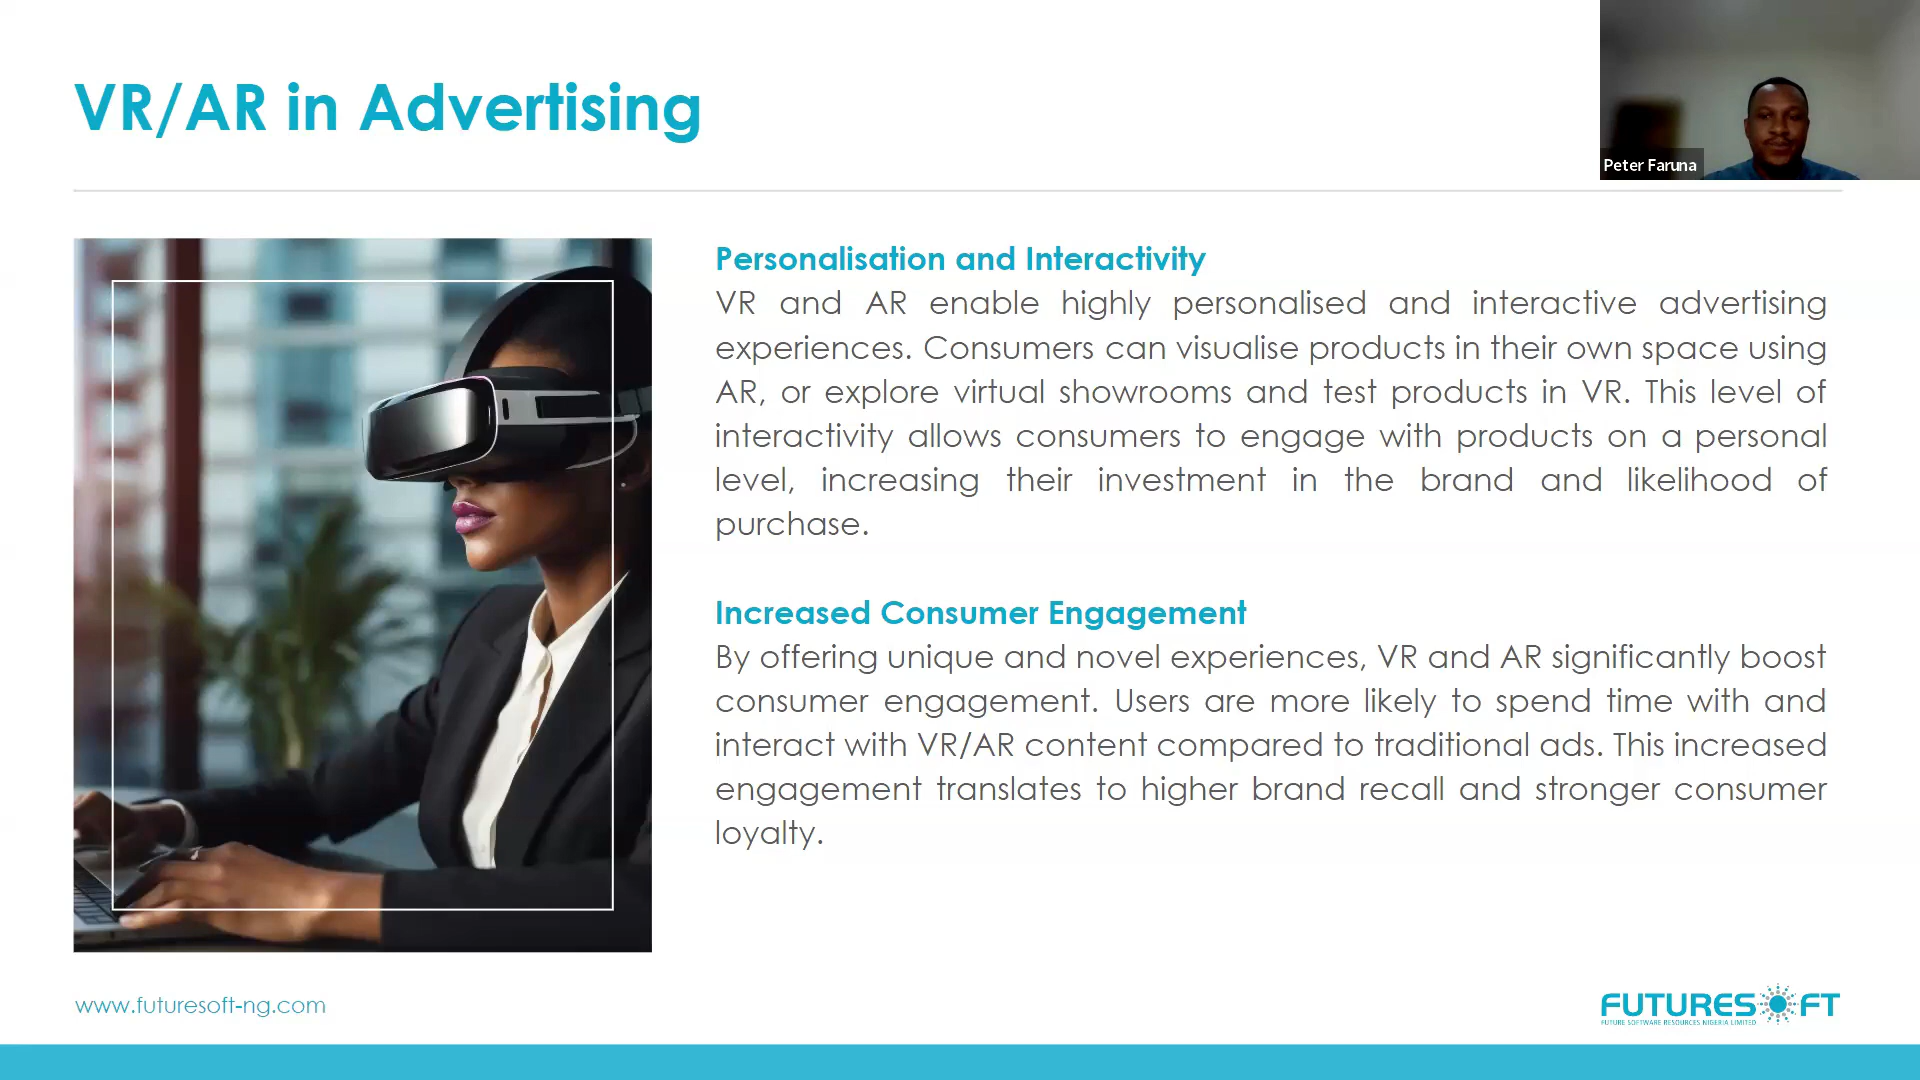 VR/AR in Advertising
Peter Faruna
Personalisation and Interactivity
VR and AR enable highly personalised and interactive advertising
experiences. Consumers can visualise products in their own space using
AR, or explore virtual showrooms and test products in VR. This level of
interactivity allows consumers to engage with products on a personal
level, increasing their investment in the brand and likelihood of
purchase.
Increased Consumer Engagement
By offering unique and novel experiences, VR and AR significantly boost
consumer engagement. Users are more likely to spend time with and
interact with VR/AR content compared to traditional ads. This increased
engagement translates to higher brand recall and stronger consumer
loyalty.
www.futuresoft-ng.com
FUTURESOFT
FUTURE SOFTWARE RESOURCES NIGERIA LIMITED